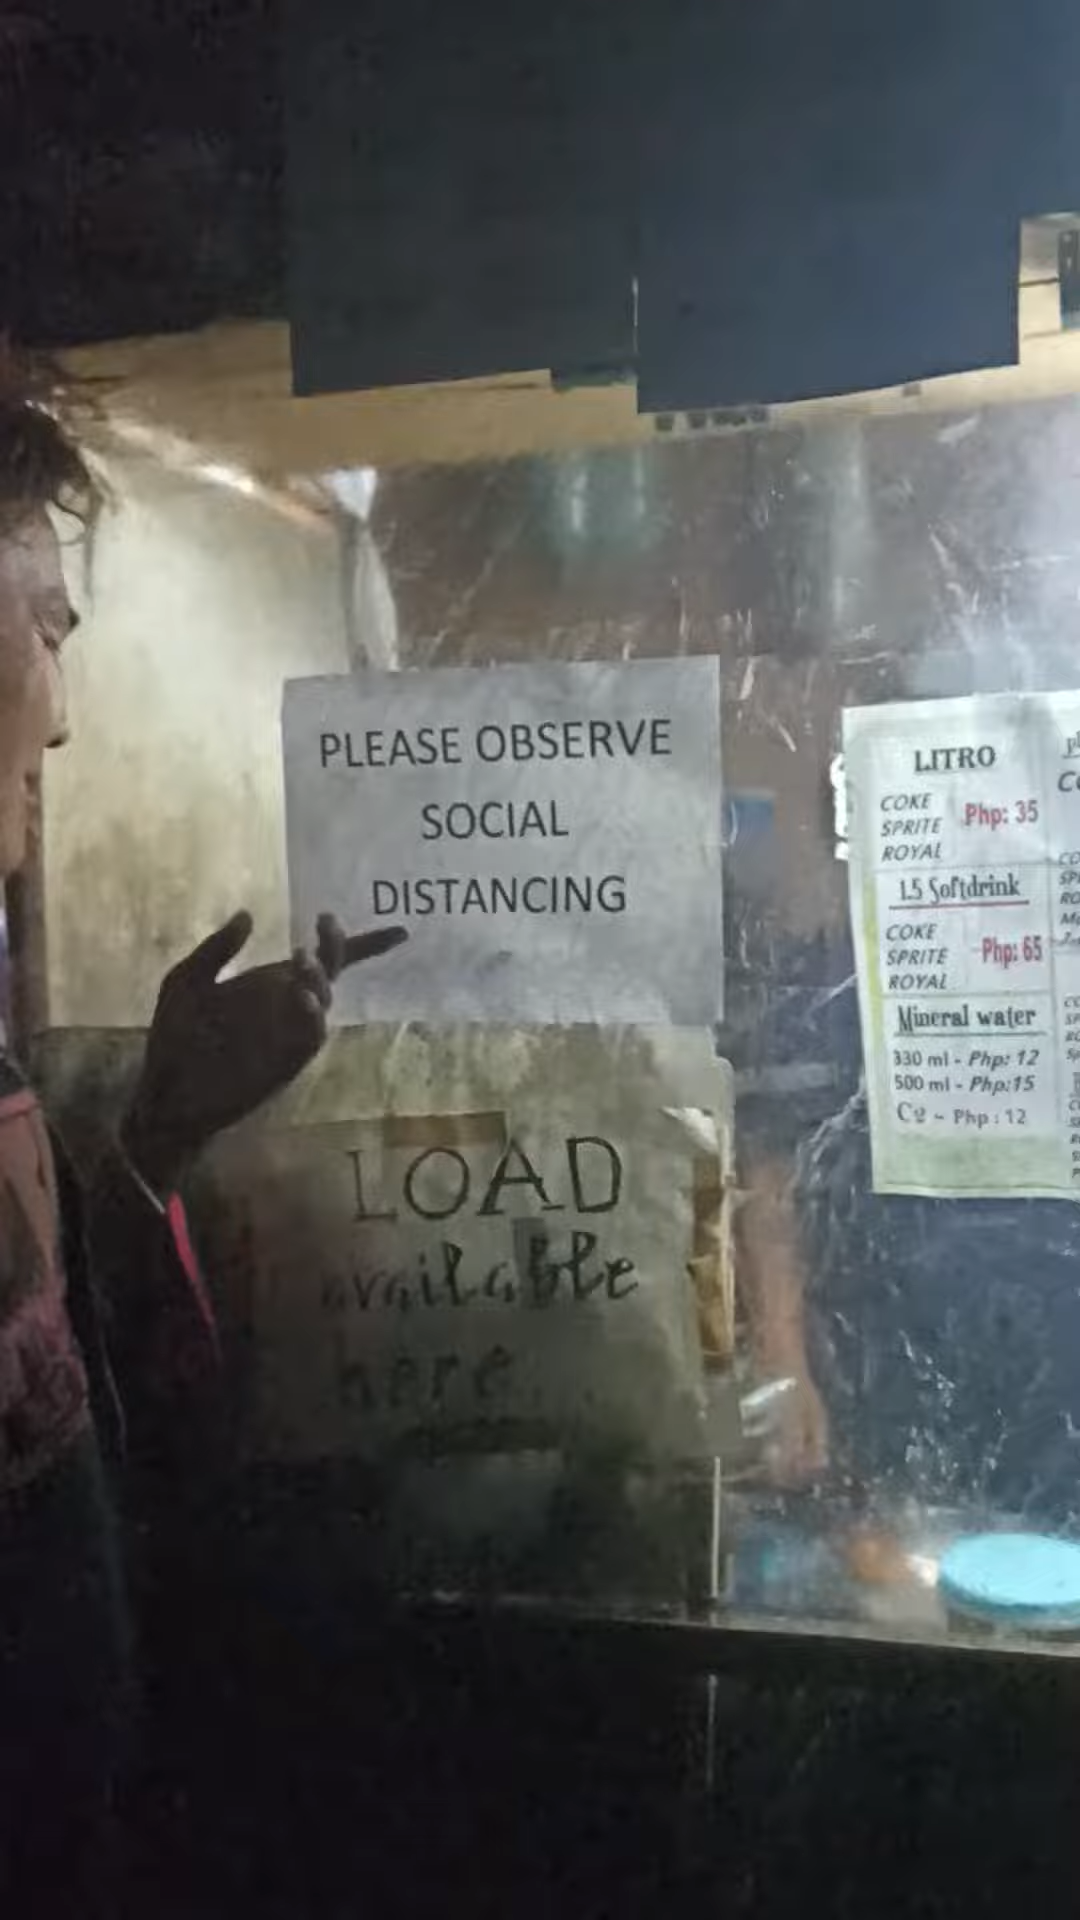 PLEASE OBSERVE
SOCIAL
DISTANCING
LOAD
available
here
LITRO
COKE
SPRITE
ROYAL
Php: 35
1.5 Softdrink
COKE
SPRITE
ROYAL
Php: 65
Mineral water
330 ml - Php: 12
500 ml - Php:15
C2 ~ Php : 12